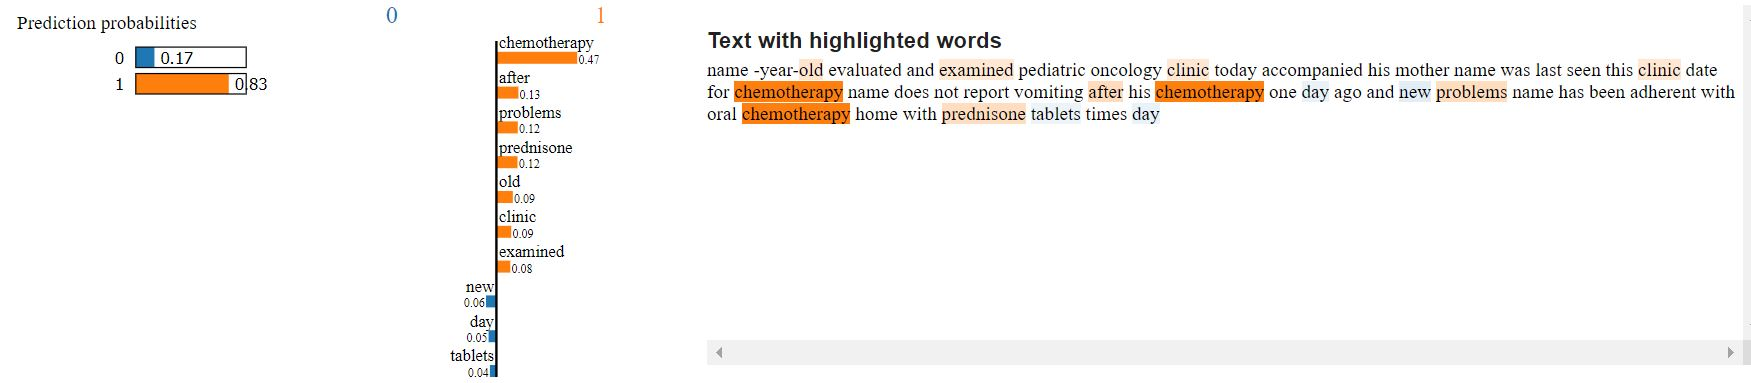 Prediction probabilities
0 0.17
1 0.83
0 1
chemotherapy
0.47
after
0.13
problems
0.12
prednisone
0.12
old
0.09
clinic
0.09
examined
0.08
new
0.06
day
0.05
tablets
0.04
Text with highlighted words
name -year-old evaluated and examined pediatric oncology clinic today accompanied his mother name was last seen this clinic date
for chemotherapy name does not report vomiting after his chemotherapy one day ago and new problems name has been adherent with
oral chemotherapy home with prednisone tablets times day